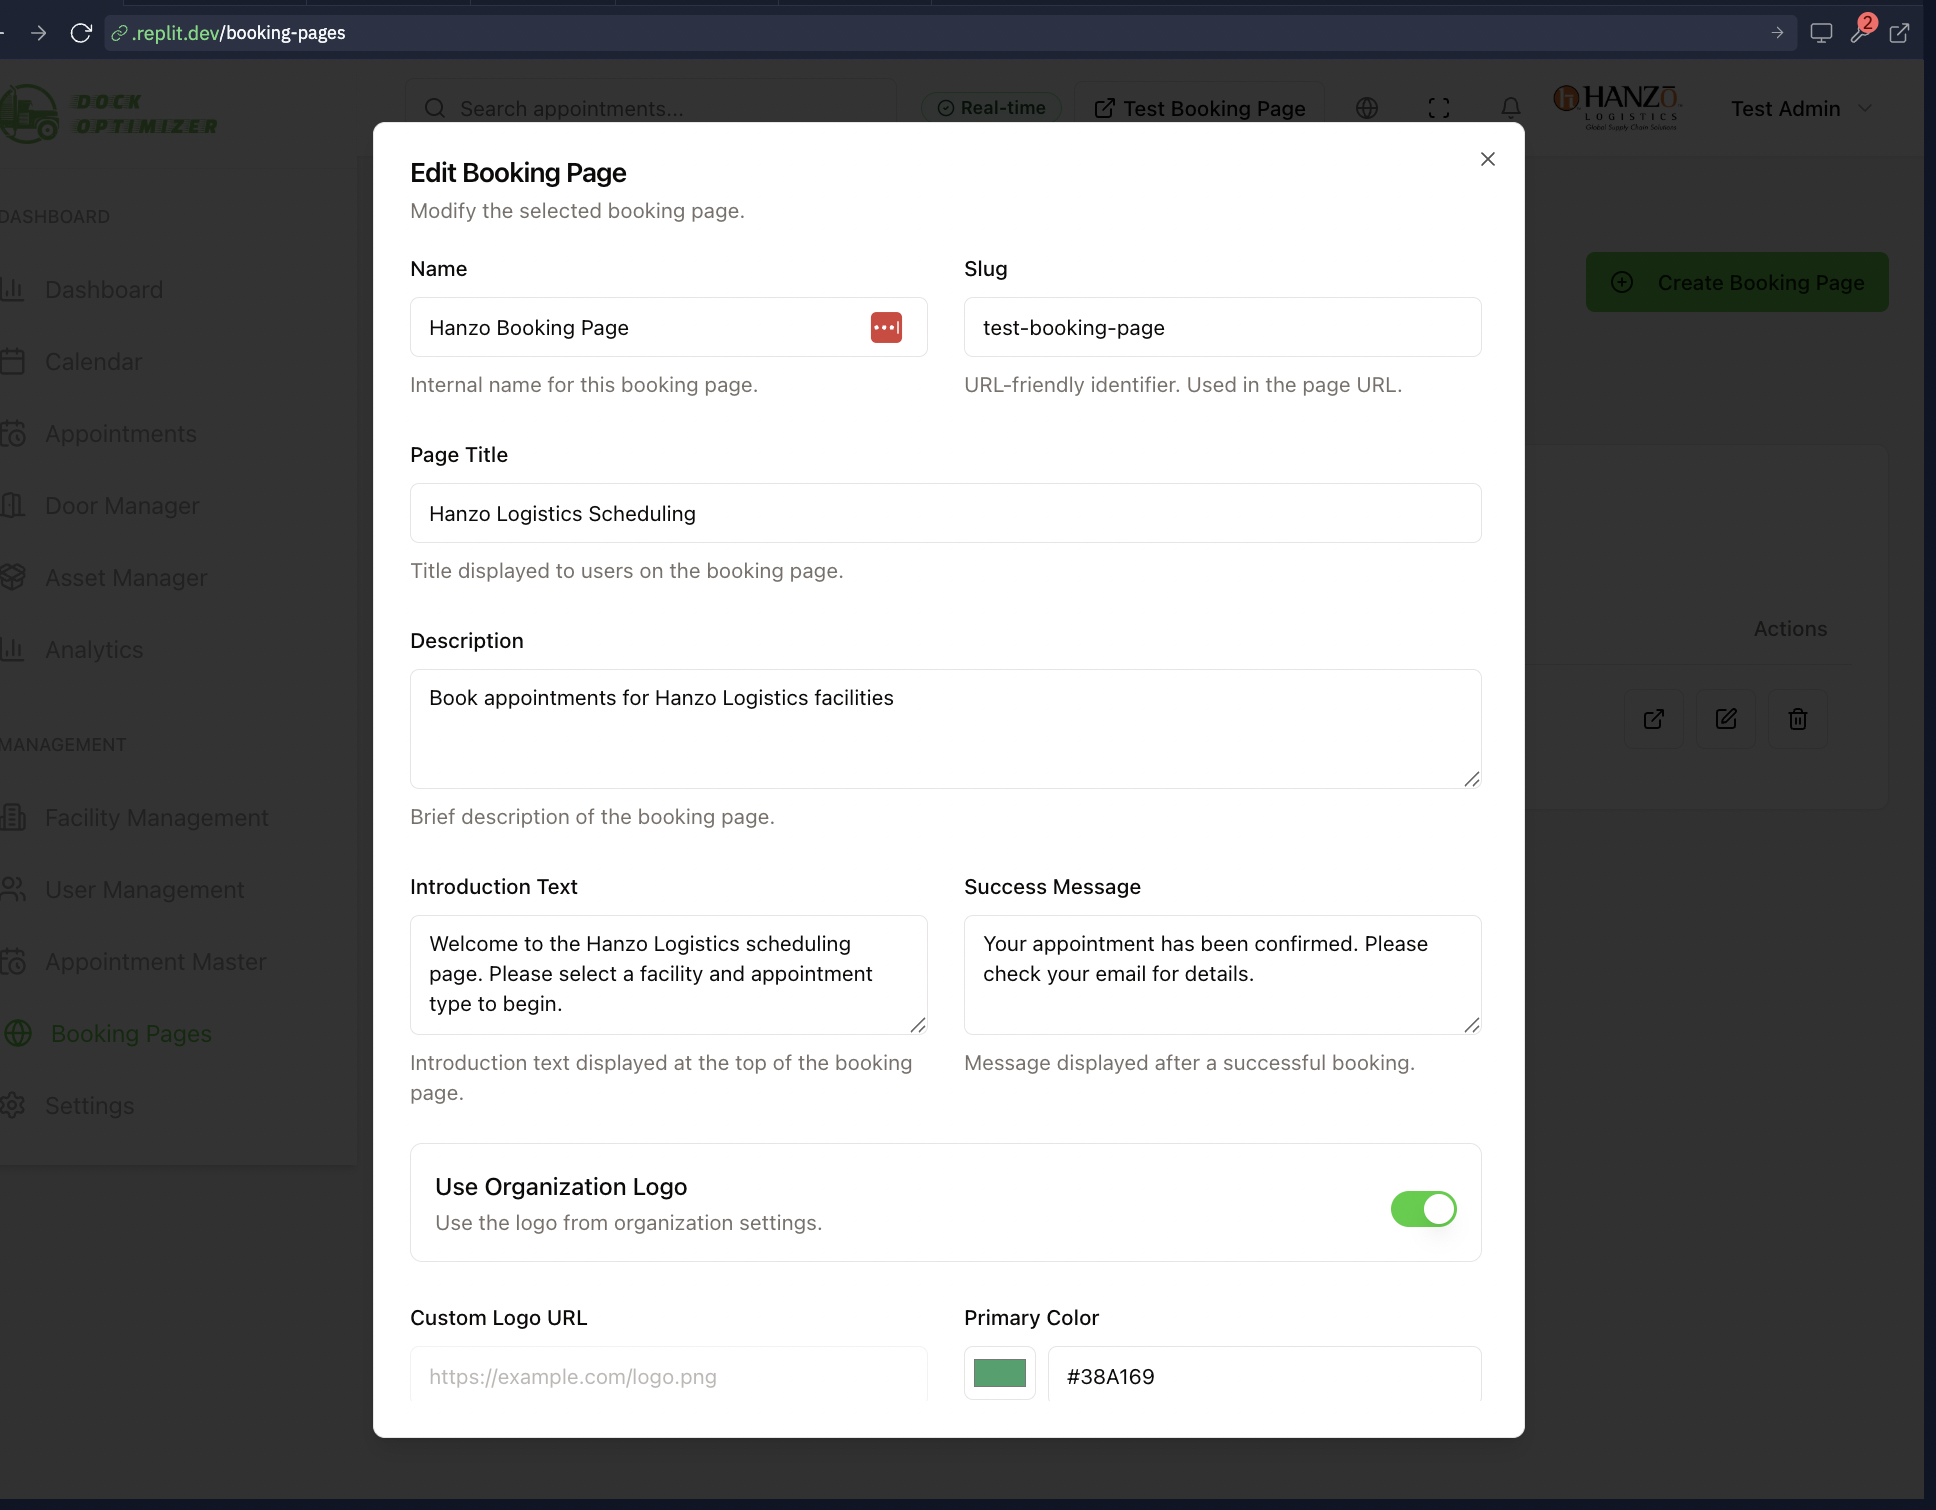 .replit.dev/booking-pages
2
DOCK
OPTIMIZER
Search appointments...
Real-time
Test Booking Page
HANZŌ
LOGISTICS
Global Supply Chain Solutions
Test Admin
DASHBOARD
Dashboard
Calendar
Appointments
Door Manager
Asset Manager
Analytics
MANAGEMENT
Facility Management
User Management
Appointment Master
Booking Pages
Settings
Create Booking Page
Actions
Edit Booking Page
Modify the selected booking page.
Name
Hanzo Booking Page
Internal name for this booking page.
Slug
test-booking-page
URL-friendly identifier. Used in the page URL.
Page Title
Hanzo Logistics Scheduling
Title displayed to users on the booking page.
Description
Book appointments for Hanzo Logistics facilities
Brief description of the booking page.
Introduction Text
Welcome to the Hanzo Logistics scheduling
page. Please select a facility and appointment
type to begin.
Introduction text displayed at the top of the booking
page.
Success Message
Your appointment has been confirmed. Please
check your email for details.
Message displayed after a successful booking.
Use Organization Logo
Use the logo from organization settings.
Custom Logo URL
https://example.com/logo.png
Primary Color
#38A169